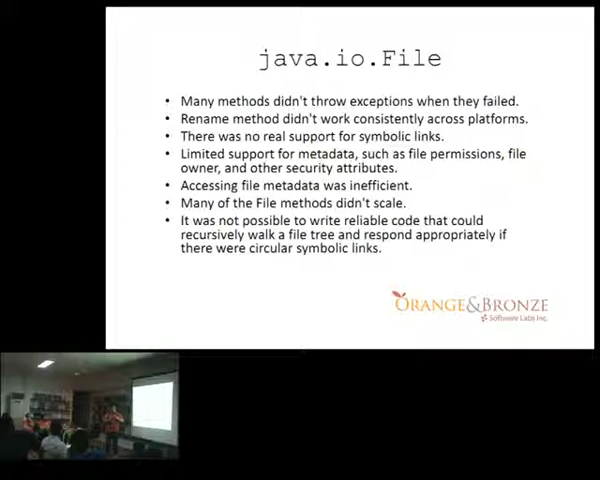 java.io.File
• Many methods didn't throw exceptions when they failed.
• Rename method didn't work consistently across platforms.
• There was no real support for symbolic links.
• Limited support for metadata, such as file permissions, file
owner, and other security attributes.
• Accessing file metadata was inefficient.
• Many of the File methods didn't scale.
• It was not possible to write reliable code that could
recursively walk a file tree and respond appropriately if
there were circular symbolic links.
ORANGE&BRONZE
Software Labs Inc.